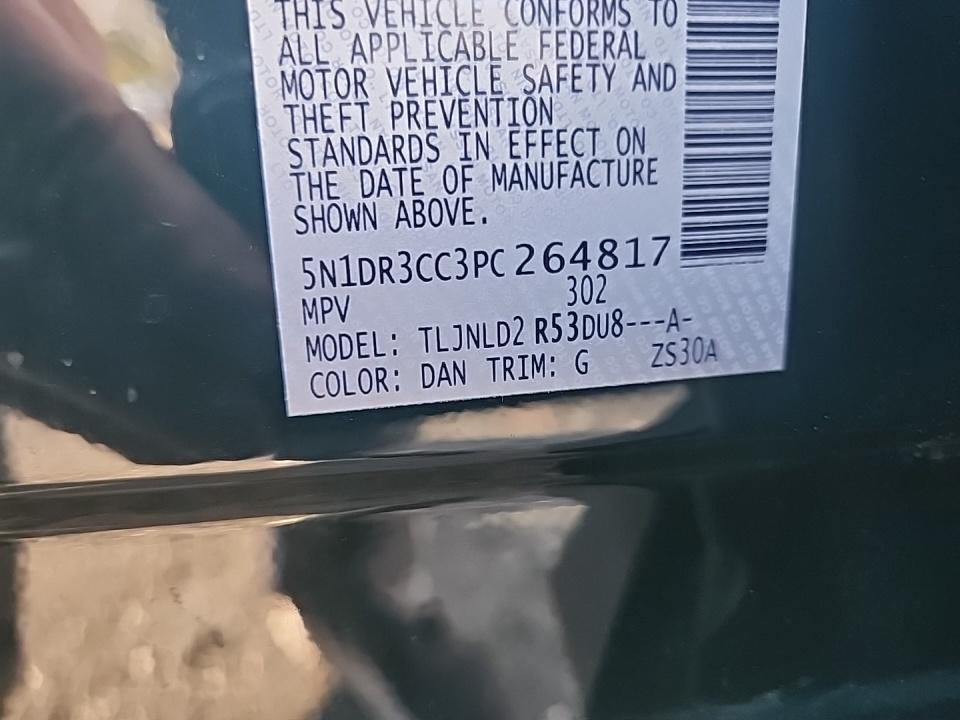 THIS VEHICLE CONFORMS TO
ALL APPLICABLE FEDERAL
MOTOR VEHICLE SAFETY AND
THEFT PREVENTION
STANDARDS IN EFFECT ON
THE DATE OF MANUFACTURE
SHOWN ABOVE.
5N1DR3CC3PC264817
MPV 302
MODEL: TLJNLD2 R53DU8---A-
COLOR: DAN TRIM: G ZS30A